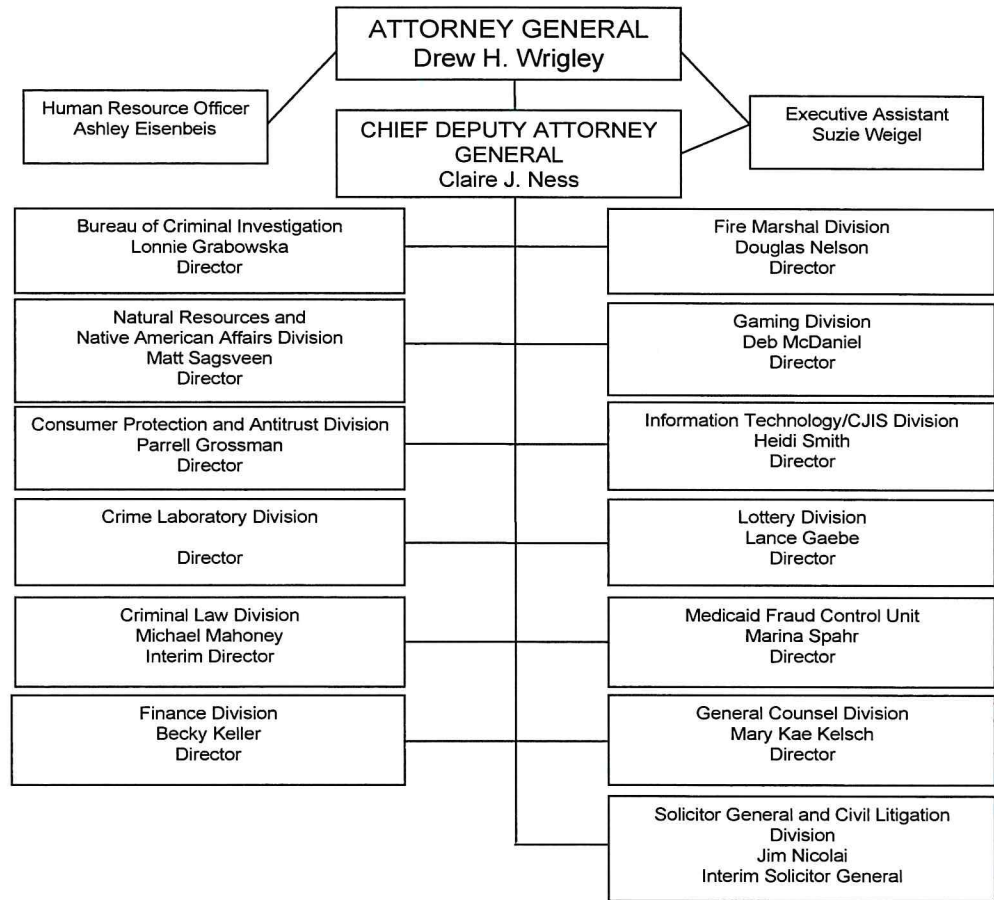 ATTORNEY GENERAL
Drew H. Wrigley
Human Resource Officer
Ashley Eisenbeis
Executive Assistant
Suzie Weigel
CHIEF DEPUTY ATTORNEY
GENERAL
Claire J. Ness
Bureau of Criminal Investigation
Lonnie Grabowska
Director
Fire Marshal Division
Douglas Nelson
Director
Natural Resources and
Native American Affairs Division
Matt Sagsveen
Director
Gaming Division
Deb McDaniel
Director
Consumer Protection and Antitrust Division
Parrell Grossman
Director
Information Technology/CJIS Division
Heidi Smith
Director
Crime Laboratory Division
Director
Lottery Division
Lance Gaebe
Director
Criminal Law Division
Michael Mahoney
Interim Director
Medicaid Fraud Control Unit
Marina Spahr
Director
Finance Division
Becky Keller
Director
General Counsel Division
Mary Kae Kelsch
Director
Solicitor General and Civil Litigation
Division
Jim Nicolai
Interim Solicitor General